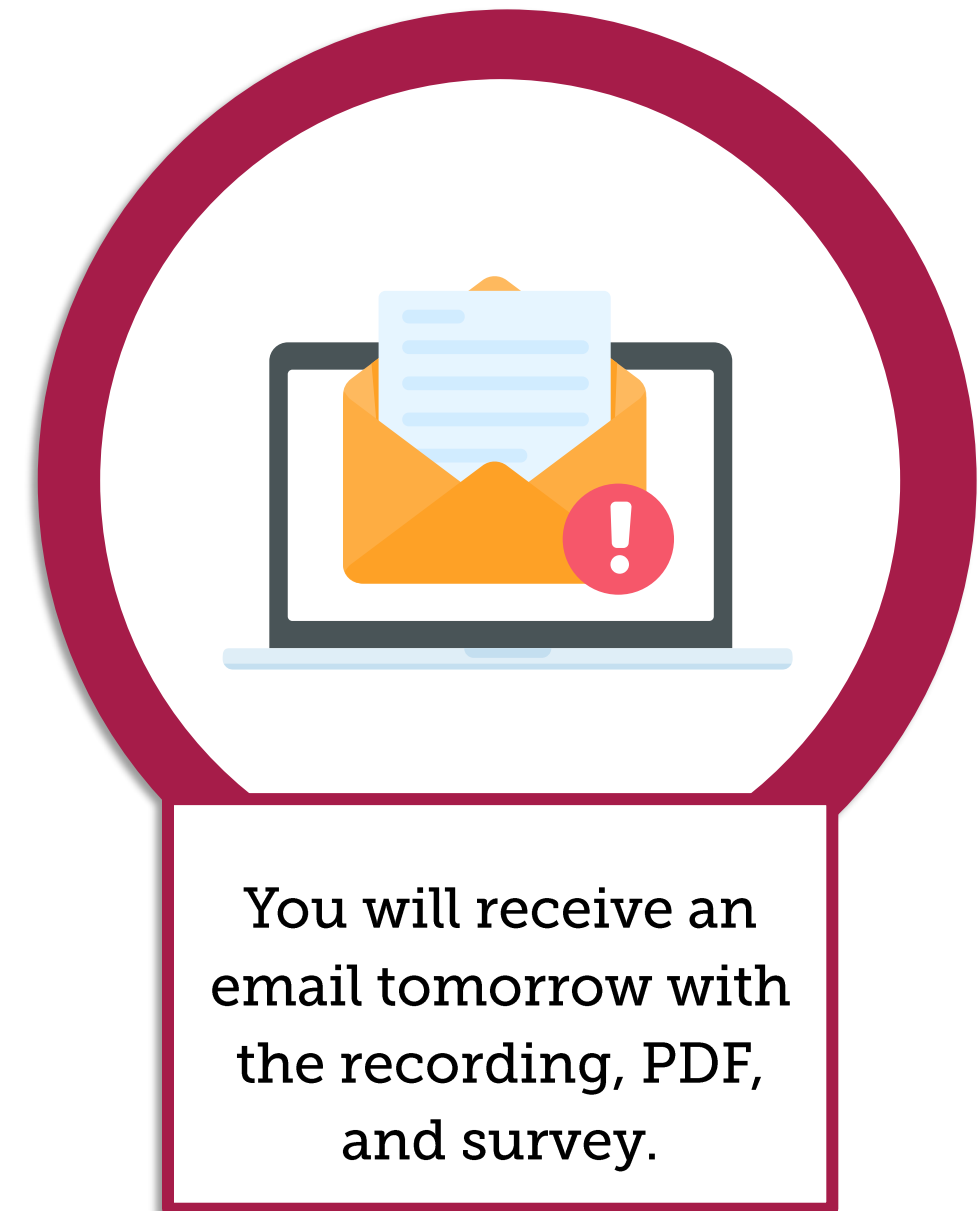 You will receive an
email tomorrow with
the recording, PDF,
and survey.